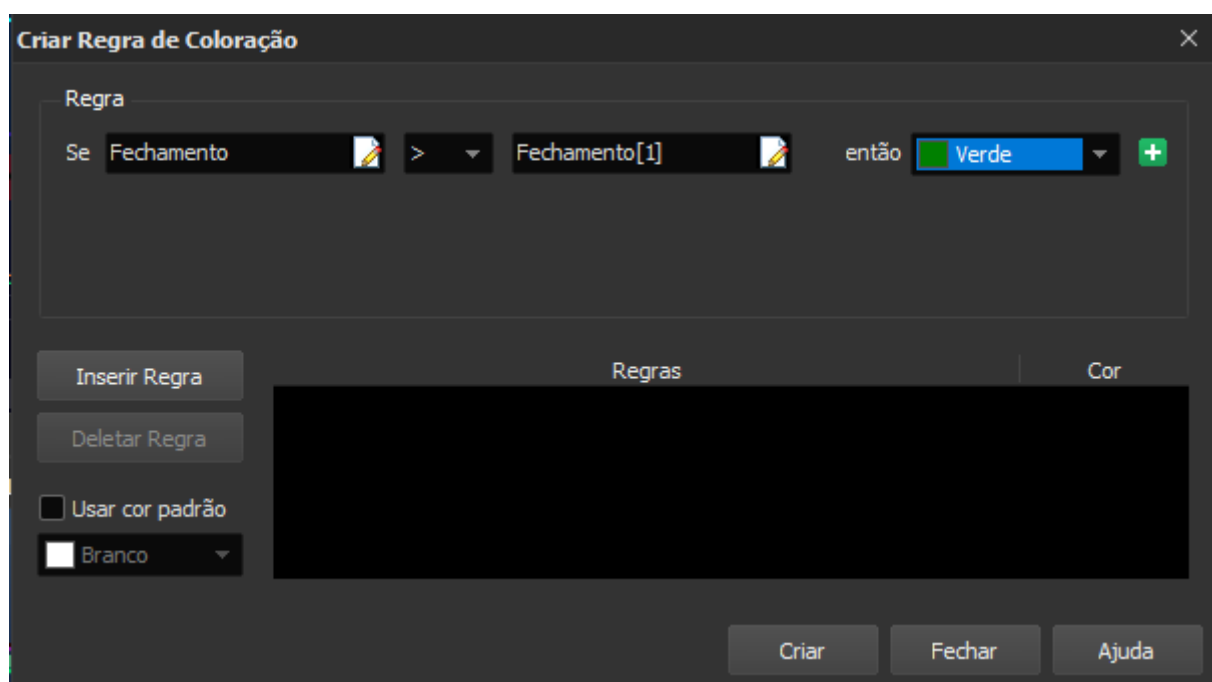 Criar Regra de Coloração
Regra
Se Fechamento > Fechamento[1] então Verde
Inserir Regra
Regras Cor
Deletar Regra
Usar cor padrão
Branco
Criar Fechar Ajuda